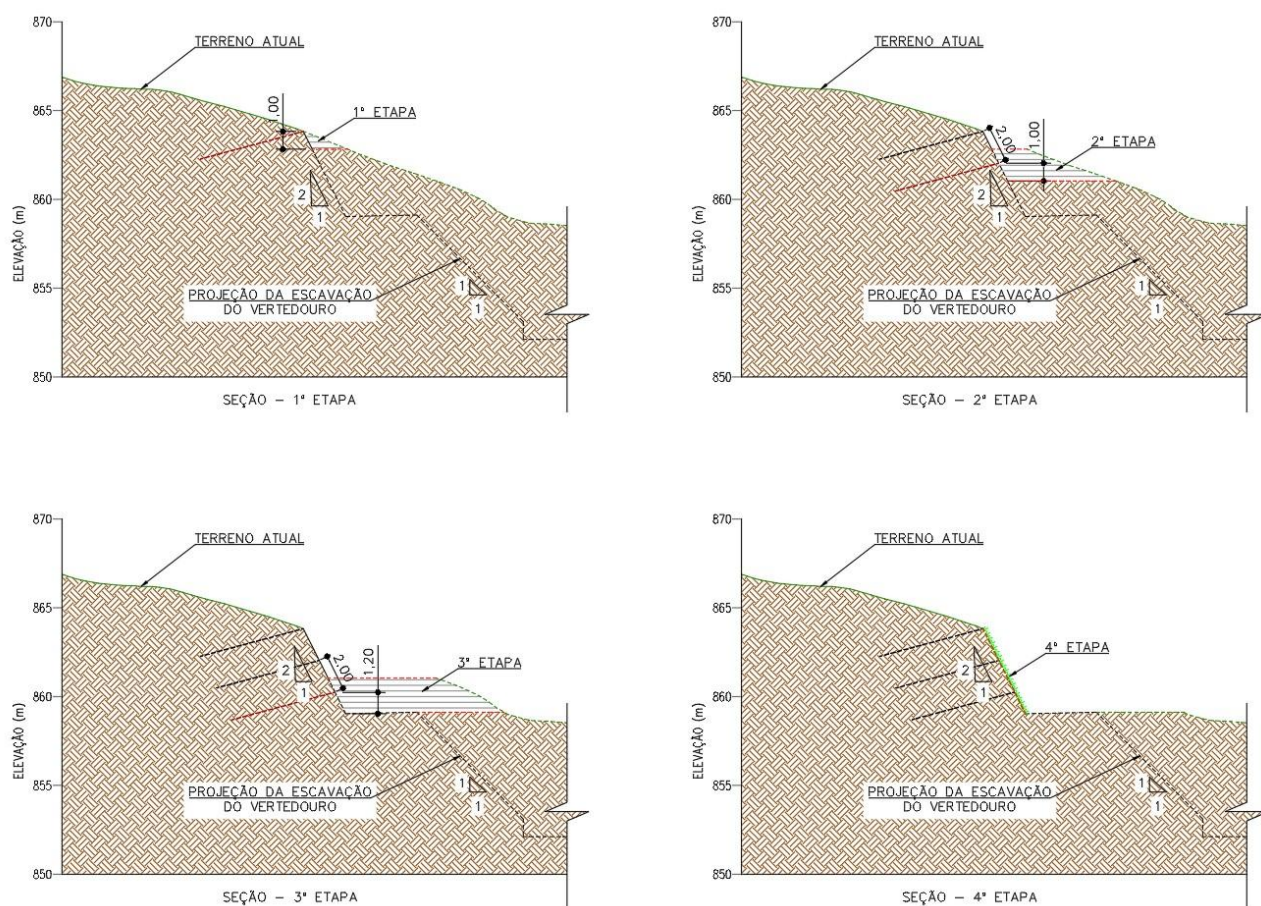 870
TERRENO ATUAL
865
1,00
1ª ETAPA
860
2
1
ELEVAÇÃO (m)
855
PROJEÇÃO DA ESCAVAÇÃO
DO VERTEDOURO
1
1
850
SEÇÃO – 1ª ETAPA
870
TERRENO ATUAL
865
2,00
1,00
2ª ETAPA
860
2
1
ELEVAÇÃO (m)
855
PROJEÇÃO DA ESCAVAÇÃO
DO VERTEDOURO
1
1
850
SEÇÃO – 2ª ETAPA
870
TERRENO ATUAL
865
2,00
1,20
3ª ETAPA
860
2
1
ELEVAÇÃO (m)
855
PROJEÇÃO DA ESCAVAÇÃO
DO VERTEDOURO
1
1
850
SEÇÃO – 3ª ETAPA
870
TERRENO ATUAL
865
4ª ETAPA
860
2
1
ELEVAÇÃO (m)
855
PROJEÇÃO DA ESCAVAÇÃO
DO VERTEDOURO
1
1
850
SEÇÃO – 4ª ETAPA